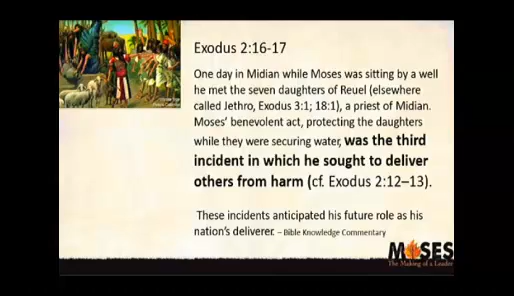 Exodus 2:16-17
One day in Midian while Moses was sitting by a well
he met the seven daughters of Reuel (elsewhere
called Jethro, Exodus 3:1; 18:1), a priest of Midian.
Moses' benevolent act, protecting the daughters
while they were securing water, was the third
incident in which he sought to deliver
others from harm (cf. Exodus 2:12–13).
These incidents anticipated his future role as his
nation's deliverer. – Bible Knowledge Commentary
MOSES
The Making of a Leader